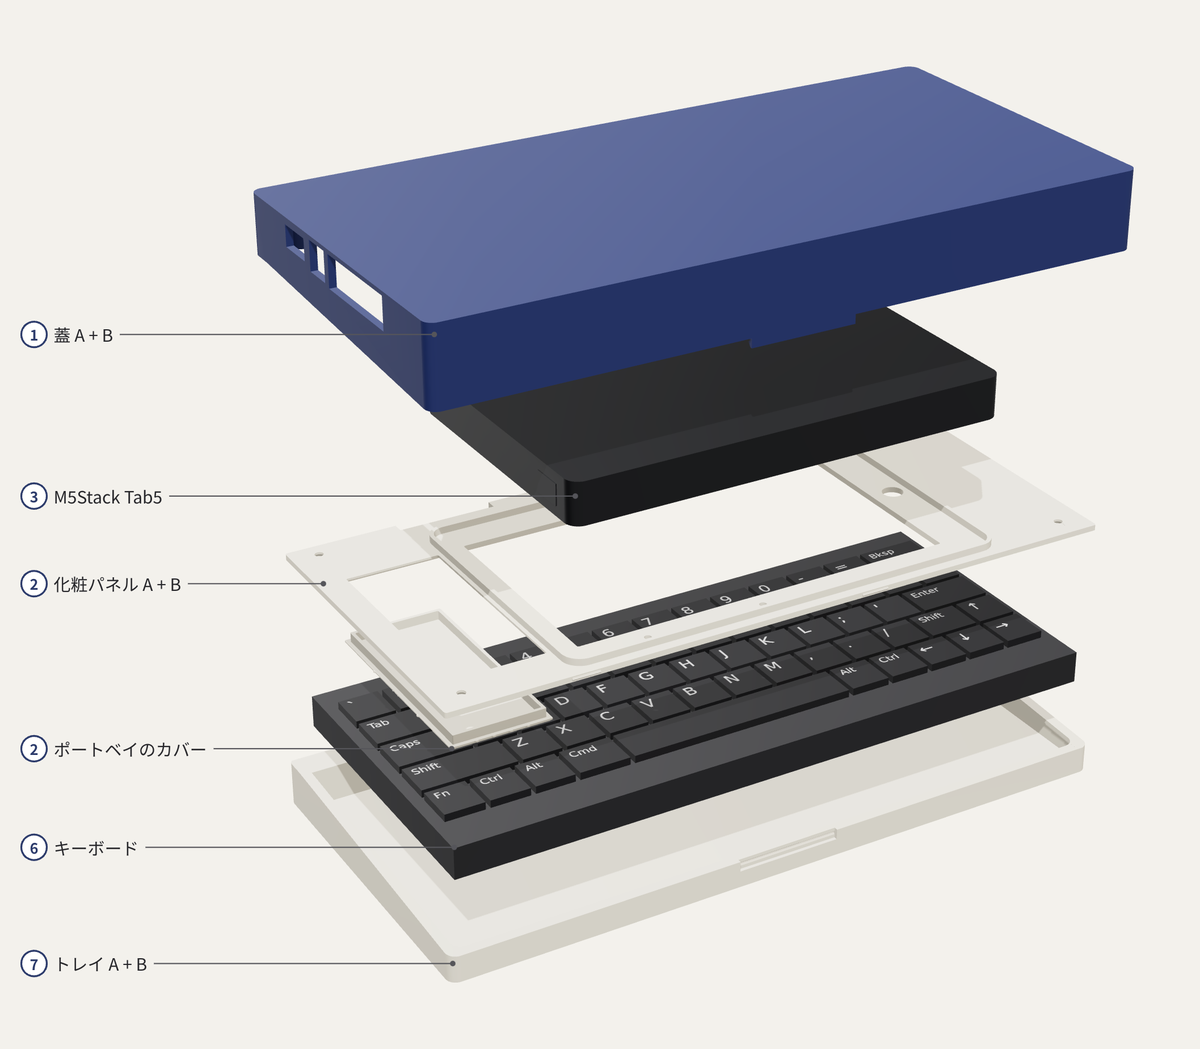 1 蓋 A + B
3 M5Stack Tab5
2 化粧パネル A + B
2 ポートベイのカバー
6 キーボード
7 トレイ A + B
4 6 7 8 9 0 - = Bksp
` Tab
Caps D F G H J K L ; ' Enter
Shift Z X C V B N M , . / Shift ↑
Fn Ctrl Alt Cmd Alt Ctrl ← ↓ →